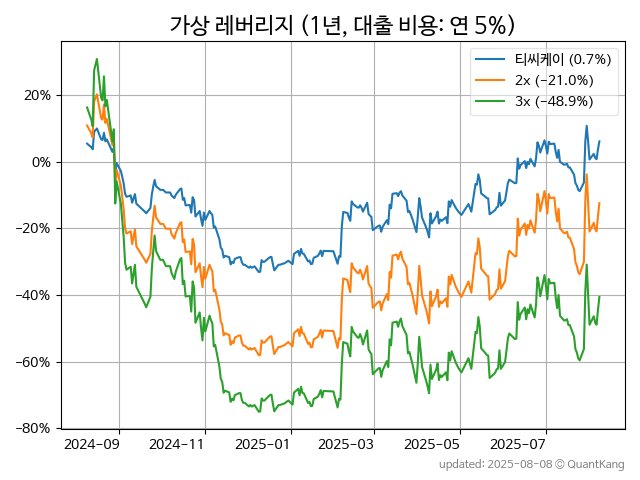 가상 레버리지 (1년, 대출 비용: 연 5%)
티씨케이 (0.7%)
2x (−21.0%)
3x (−48.9%)
20%
0%
−20%
−40%
−60%
−80%
2024-09 2024-11 2025-01 2025-03 2025-05 2025-07
updated: 2025-08-08 © QuantKang